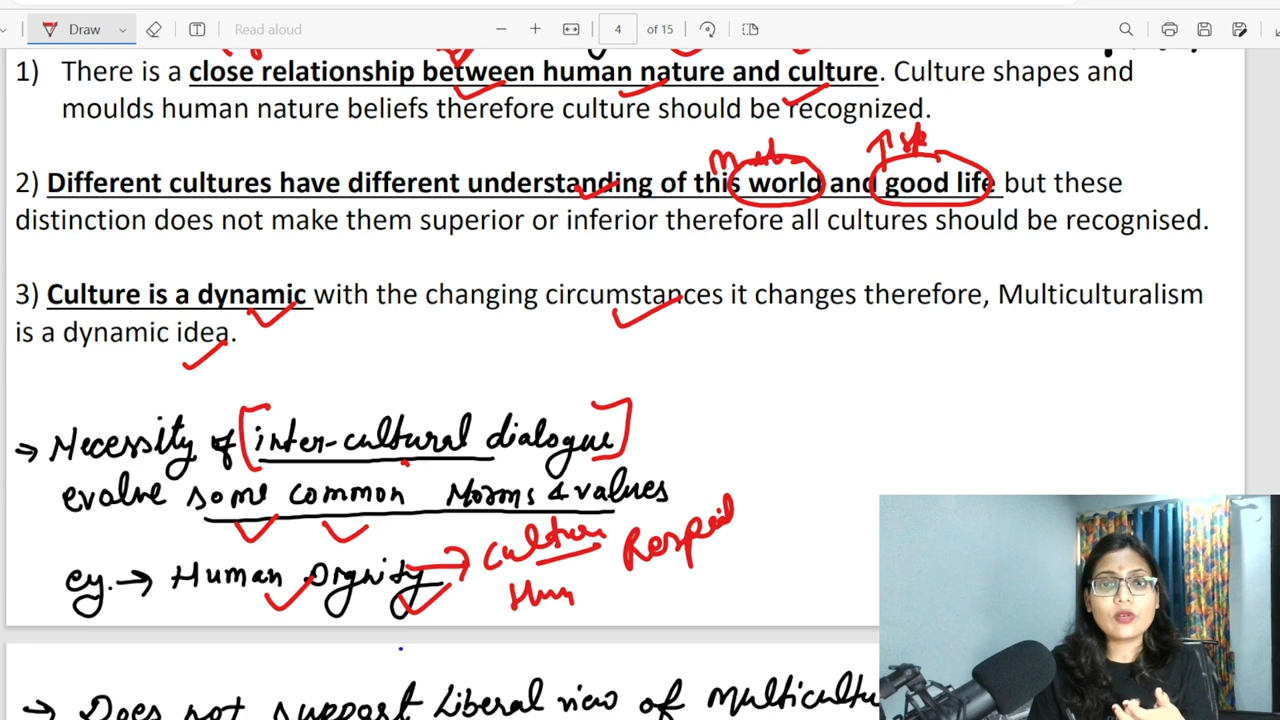 Draw
Read aloud
4 of 15
1) There is a close relationship between human nature and culture. Culture shapes and
moulds human nature beliefs therefore culture should be recognized.
2) Different cultures have different understanding of this world and good life but these
distinction does not make them superior or inferior therefore all cultures should be recognised.
3) Culture is a dynamic with the changing circumstances it changes therefore, Multiculturalism
is a dynamic idea.
→ Necessity of [inter-cultural dialogue]
evolve some common Norms & values
eg. → Human Dignity → Culture Respect
Hum
→ Does not support Liberal view of multicultu